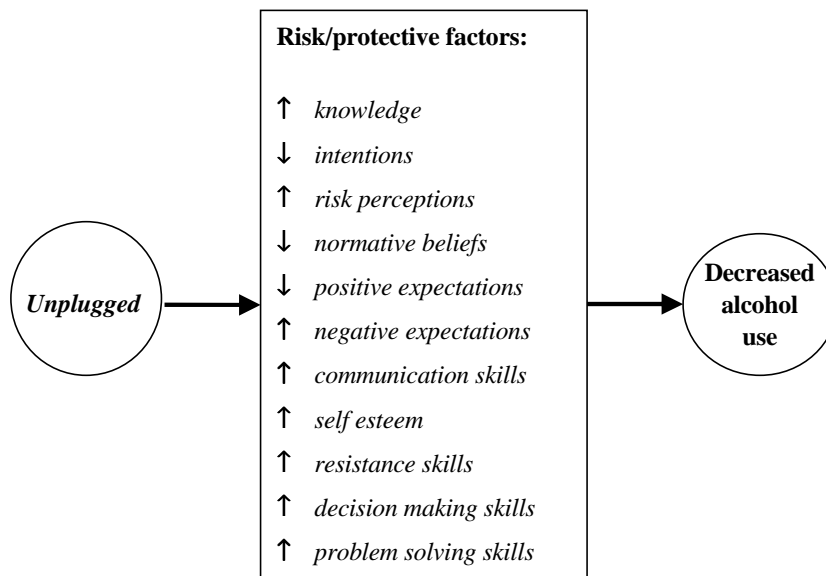 Risk/protective factors:
↑ knowledge
↓ intentions
↑ risk perceptions
↓ normative beliefs
↓ positive expectations
↑ negative expectations
↑ communication skills
↑ self esteem
↑ resistance skills
↑ decision making skills
↑ problem solving skills
Unplugged
Decreased
alcohol
use